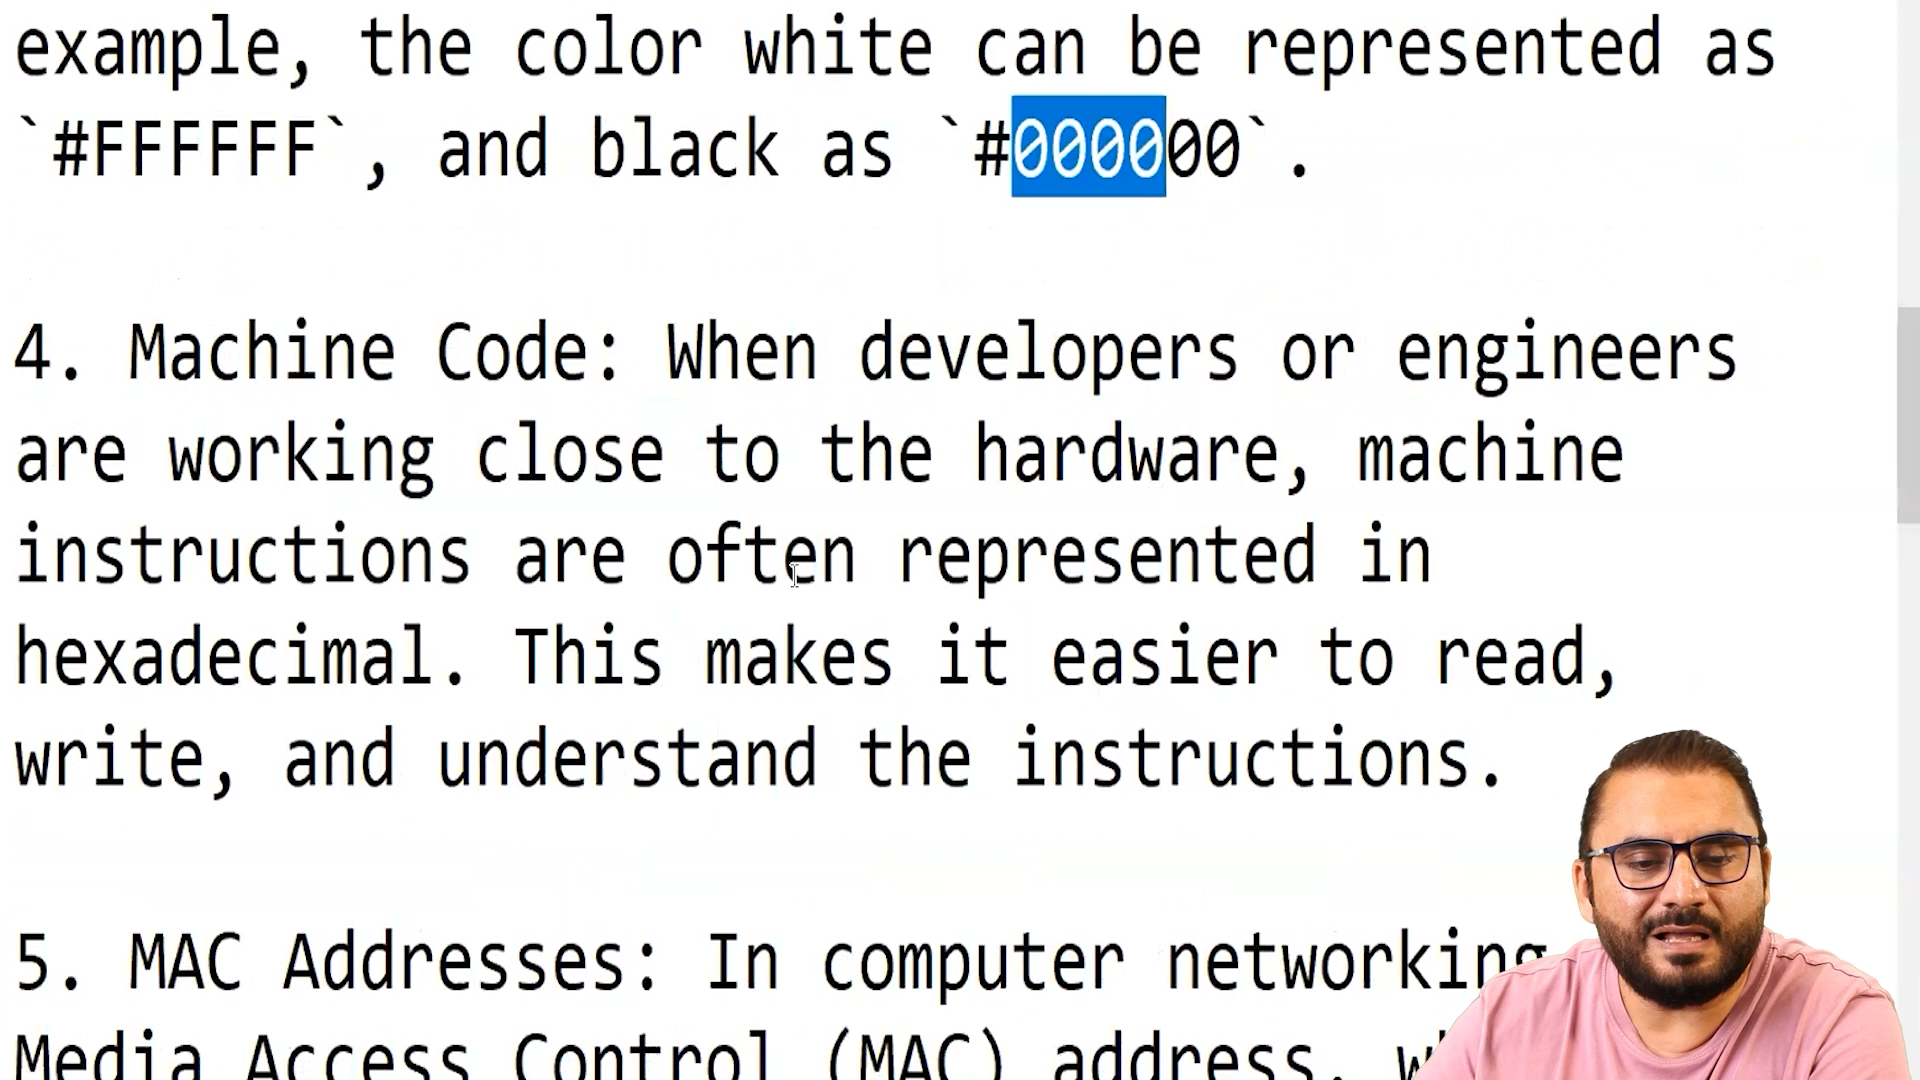 example, the color white can be represented as
`#FFFFFF`, and black as `#000000`.
4. Machine Code: When developers or engineers
are working close to the hardware, machine
instructions are often represented in
hexadecimal. This makes it easier to read,
write, and understand the instructions.
5. MAC Addresses: In computer networking
Media Access Control (MAC) address,